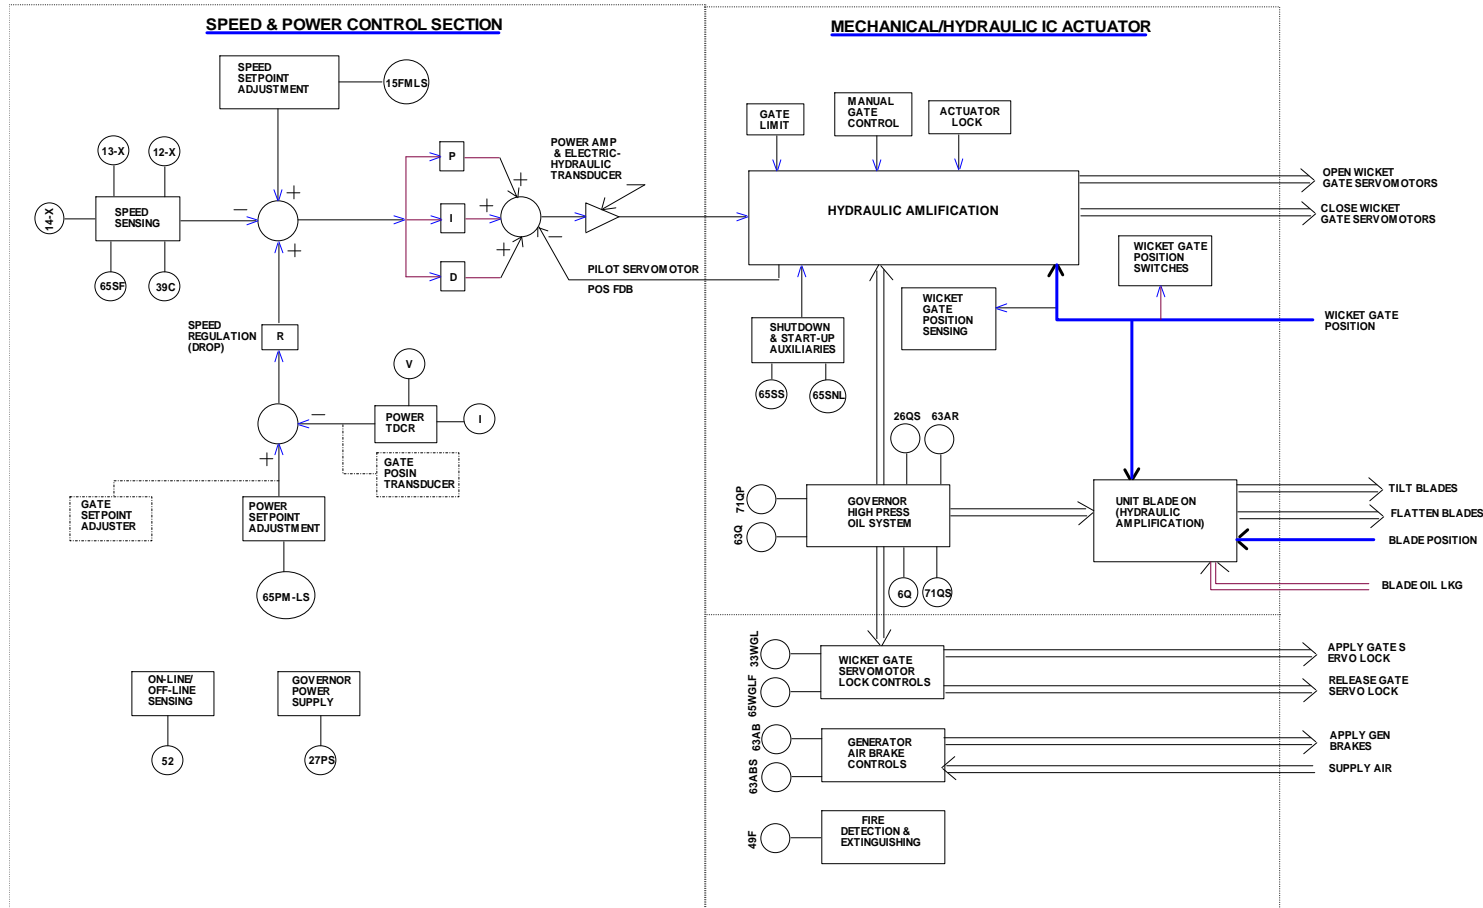 SPEED & POWER CONTROL SECTION
MECHANICAL/HYDRAULIC IC ACTUATOR
SPEED
SETPOINT
ADJUSTMENT
15FMLS
13-X
12-X
14-X
SPEED
SENSING
65SF
39C
−
+
+
P
I
D
+
+
+
−
POWER AMP
& ELECTRIC-
HYDRAULIC
TRANSDUCER
PILOT SERVOMOTOR
POS FDB
SPEED
REGULATION
(DROP)
R
V
POWER
TDCR
I
−
+
GATE
POSIN
TRANSDUCER
GATE
SETPOINT
ADJUSTER
POWER
SETPOINT
ADJUSTMENT
65PM-LS
ON-LINE/
OFF-LINE
SENSING
52
GOVERNOR
POWER
SUPPLY
27PS
GATE
LIMIT
MANUAL
GATE
CONTROL
ACTUATOR
LOCK
HYDRAULIC AMLIFICATION
OPEN WICKET
GATE SERVOMOTORS
CLOSE WICKET
GATE SERVOMOTORS
WICKET GATE
POSITION
SWITCHES
WICKET
GATE
POSITION
SENSING
WICKET GATE
POSITION
SHUTDOWN
& START-UP
AUXILIARIES
65SS
65SNL
26QS
63AR
71QP
63Q
GOVERNOR
HIGH PRESS
OIL SYSTEM
6Q
71QS
UNIT BLADE ON
(HYDRAULIC
AMPLIFICATION)
TILT BLADES
FLATTEN BLADES
BLADE POSITION
BLADE OIL LKG
33WGL
65WGLF
WICKET GATE
SERVOMOTOR
LOCK CONTROLS
APPLY GATE S
ERVO LOCK
RELEASE GATE
SERVO LOCK
63AB
63ABS
GENERATOR
AIR BRAKE
CONTROLS
APPLY GEN
BRAKES
SUPPLY AIR
49F
FIRE
DETECTION &
EXTINGUISHING